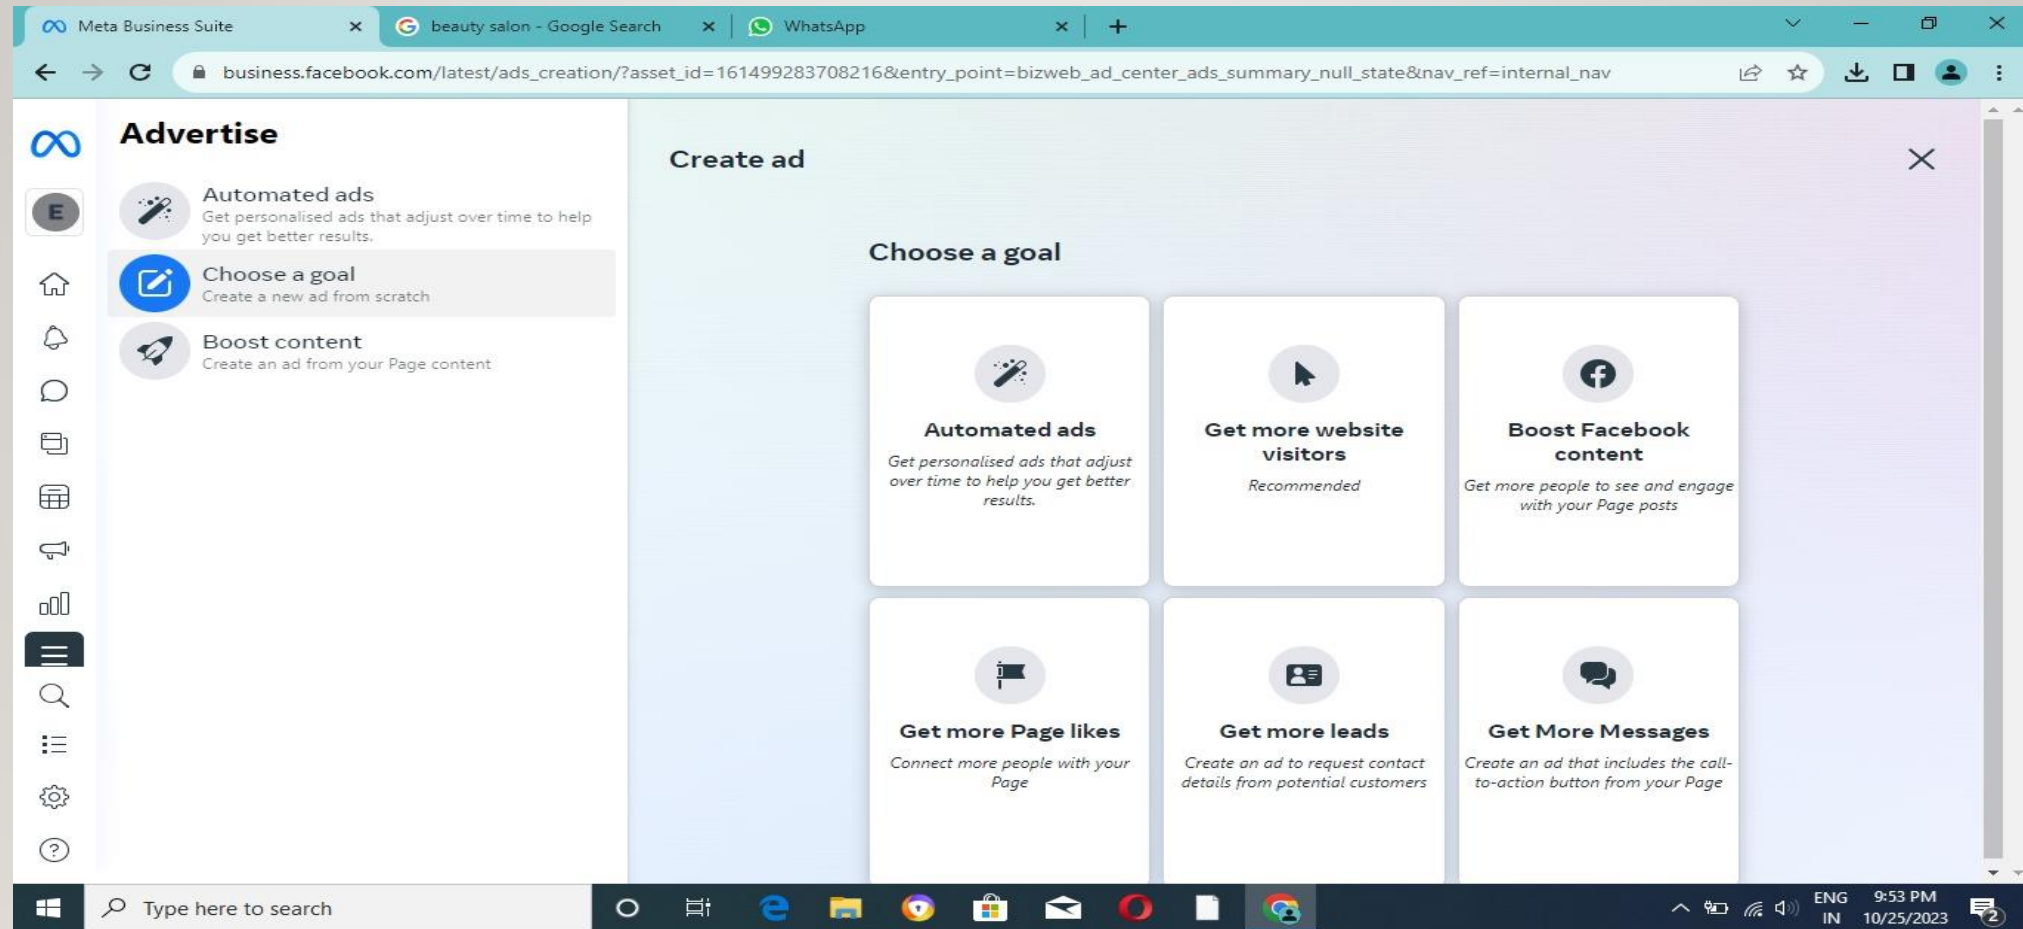 Meta Business Suite
beauty salon - Google Search
WhatsApp
business.facebook.com/latest/ads_creation/?asset_id=161499283708216&entry_point=bizweb_ad_center_ads_summary_null_state&nav_ref=internal_nav
Advertise
E
Automated ads
Get personalised ads that adjust over time to help
you get better results.
Choose a goal
Create a new ad from scratch
Boost content
Create an ad from your Page content
Create ad
Choose a goal
Automated ads
Get personalised ads that adjust
over time to help you get better
results.
Get more website
visitors
Recommended
Boost Facebook
content
Get more people to see and engage
with your Page posts
Get more Page likes
Connect more people with your
Page
Get more leads
Create an ad to request contact
details from potential customers
Get More Messages
Create an ad that includes the call-
to-action button from your Page
Type here to search
ENG
IN
9:53 PM
10/25/2023
2